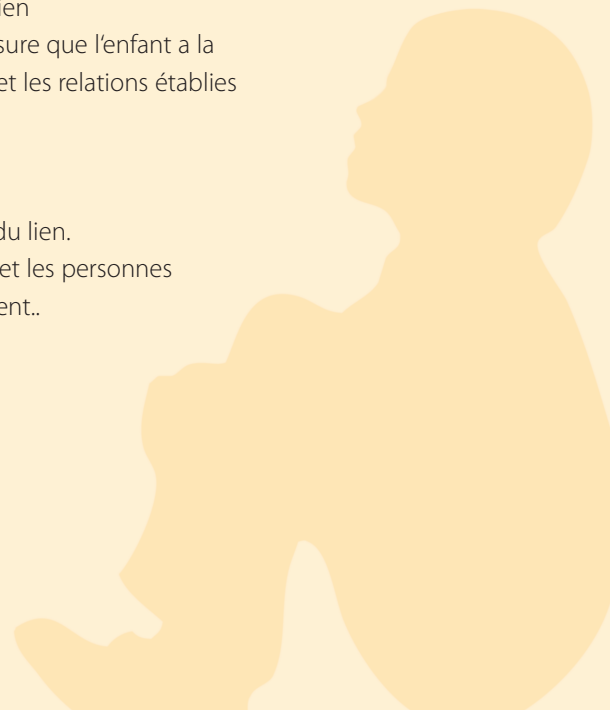 ien
sure que l'enfant a la
et les relations établies
du lien.
et les personnes
ent..